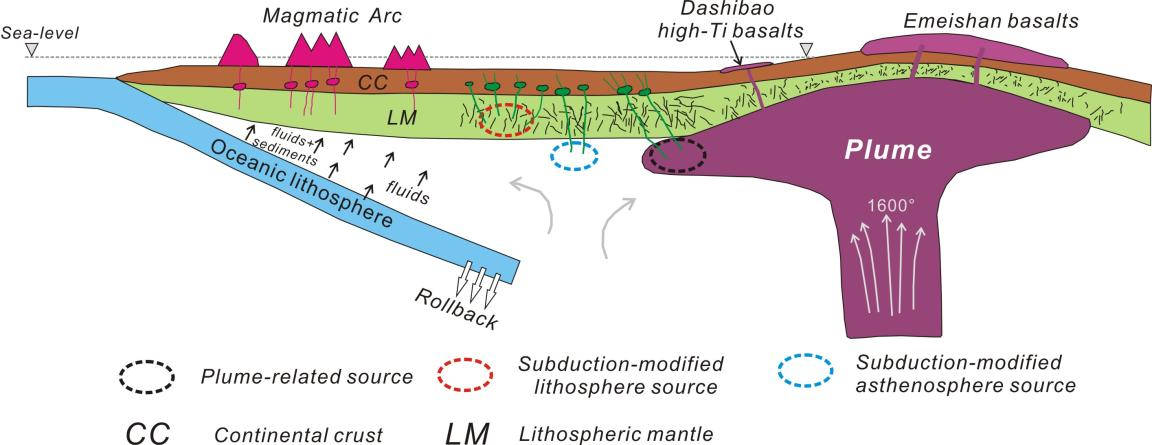 Magmatic Arc
Dashibao
high-Ti basalts
Emeishan basalts
Sea-level
CC
LM
fluids+
sediments
fluids
Oceanic lithosphere
Rollback
Plume
1600°
Plume-related source
Subduction-modified
lithosphere source
Subduction-modified
asthenosphere source
CC Continental crust
LM Lithospheric mantle